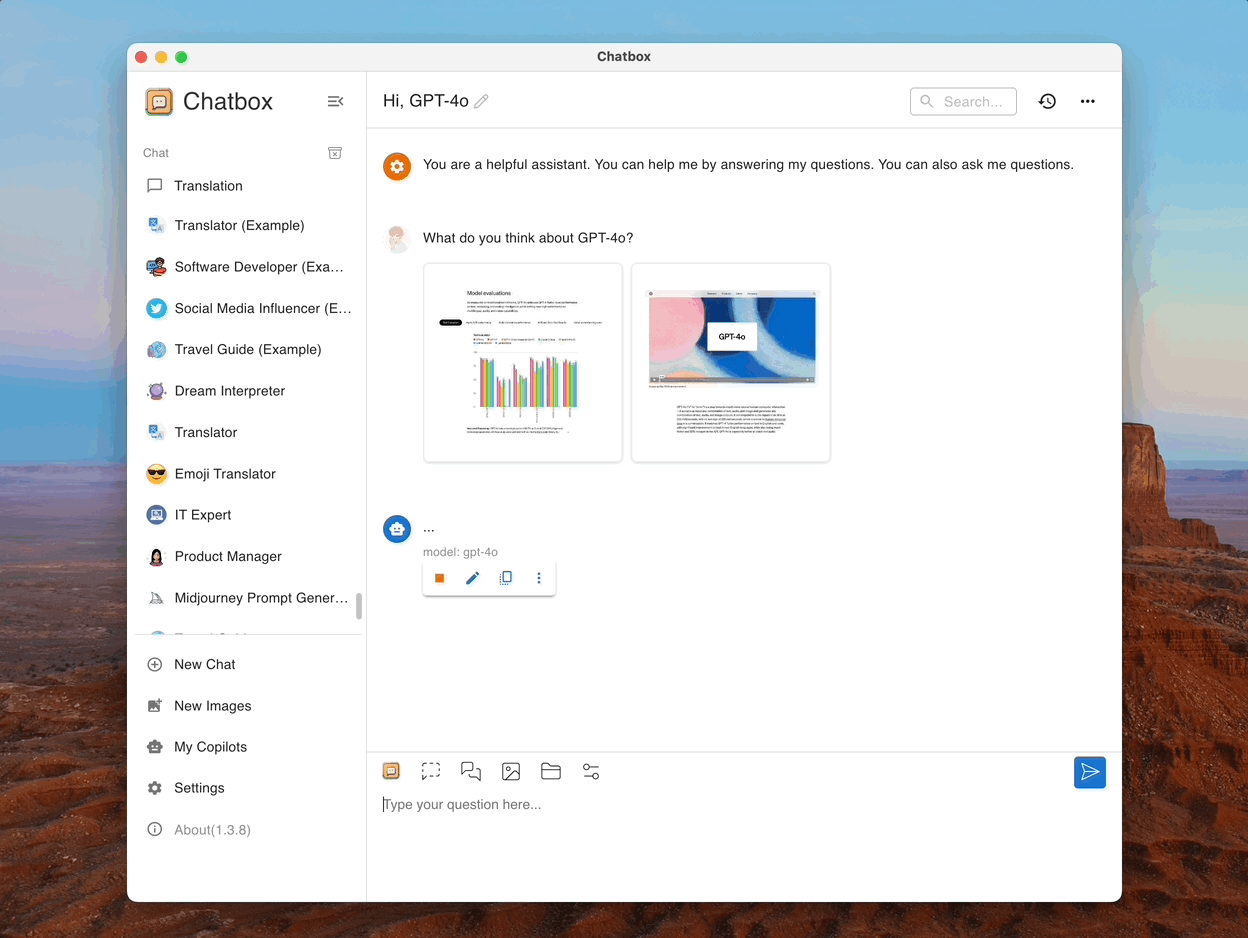 Chatbox
Chatbox
Chat
Translation
Translator (Example)
Software Developer (Exa...
Social Media Influencer (E...
Travel Guide (Example)
Dream Interpreter
Translator
Emoji Translator
IT Expert
Product Manager
Midjourney Prompt Gener...
New Chat
New Images
My Copilots
Settings
About(1.3.8)
Hi, GPT-4o
Search...
You are a helpful assistant. You can help me by answering my questions. You can also ask me questions.
What do you think about GPT-4o?
Model evaluations
GPT-4o
...
model: gpt-4o
Type your question here...